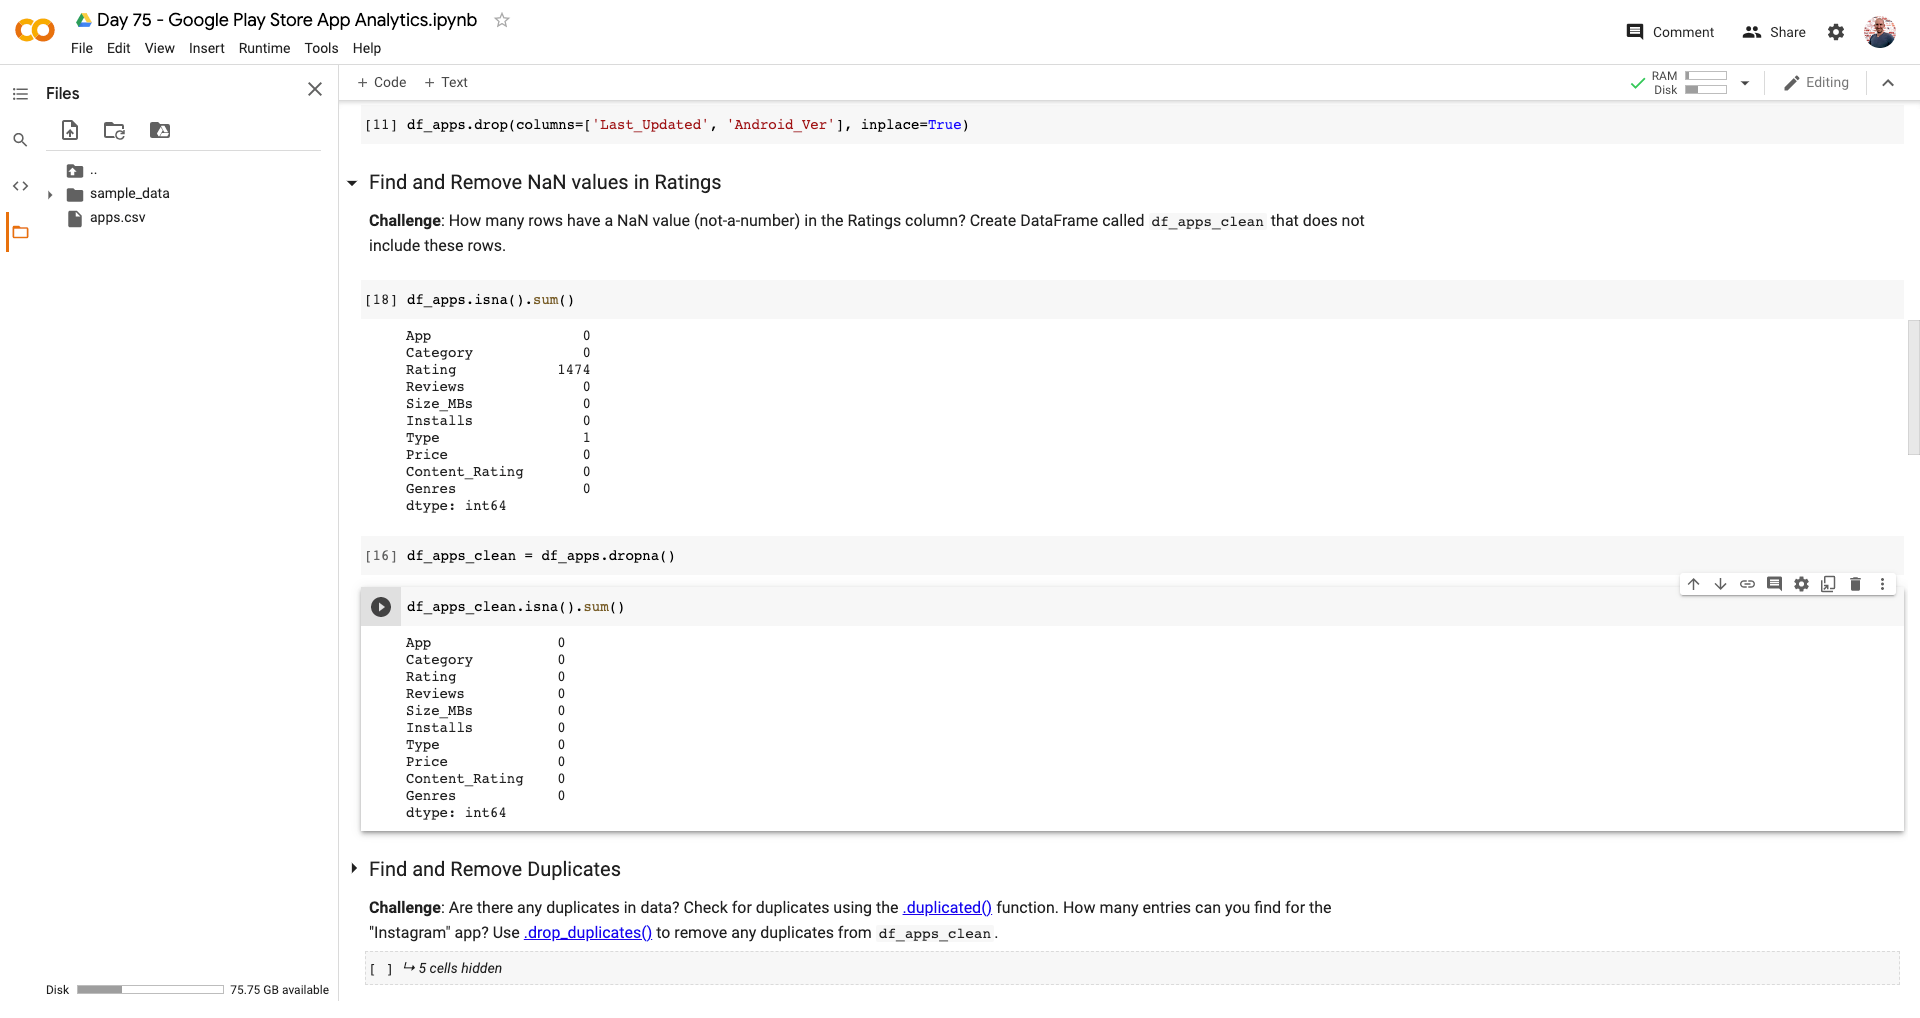 Day 75 - Google Play Store App Analytics.ipynb
File Edit View Insert Runtime Tools Help
Comment Share
Files
+ Code + Text
RAM
Disk
Editing
..
sample_data
apps.csv
[11] df_apps.drop(columns=['Last_Updated', 'Android_Ver'], inplace=True)
Find and Remove NaN values in Ratings
Challenge: How many rows have a NaN value (not-a-number) in the Ratings column? Create DataFrame called df_apps_clean that does not
include these rows.
[18] df_apps.isna().sum()
App 0
Category 0
Rating 1474
Reviews 0
Size_MBs 0
Installs 0
Type 1
Price 0
Content_Rating 0
Genres 0
dtype: int64
[16] df_apps_clean = df_apps.dropna()
df_apps_clean.isna().sum()
App 0
Category 0
Rating 0
Reviews 0
Size_MBs 0
Installs 0
Type 0
Price 0
Content_Rating 0
Genres 0
dtype: int64
Find and Remove Duplicates
Challenge: Are there any duplicates in data? Check for duplicates using the .duplicated() function. How many entries can you find for the
"Instagram" app? Use .drop_duplicates() to remove any duplicates from df_apps_clean.
[ ] ↳ 5 cells hidden
Disk 75.75 GB available